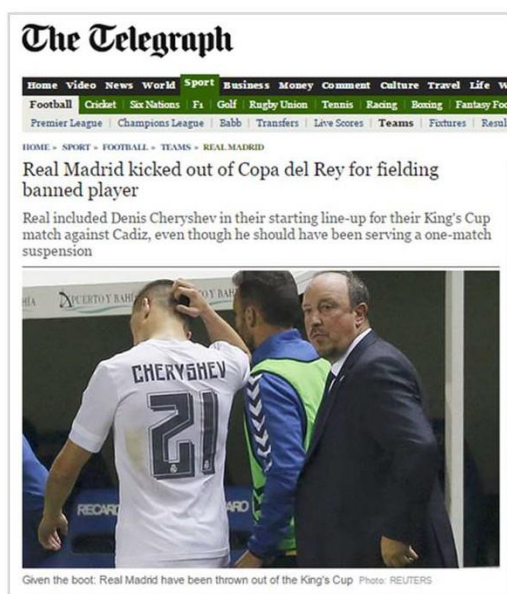 The Telegraph
Home Video News World Sport Business Money Comment Culture Travel Life
Football Cricket Six Nations F1 Golf Rugby Union Tennis Racing Boxing Fantasy
Premier League Champions League Babb Transfers Live Scores Teams Fixtures
HOME » SPORT » FOOTBALL » TEAMS » REAL MADRID
Real Madrid kicked out of Copa del Rey for fielding
banned player
Real included Denis Cheryshev in their starting line-up for their King's Cup
match against Cadiz, even though he should have been serving a one-match
suspension
PUERTO Y BAHÍ
CHERYSHEV
21
Given the boot: Real Madrid have been thrown out of the King's Cup Photo: REUTERS